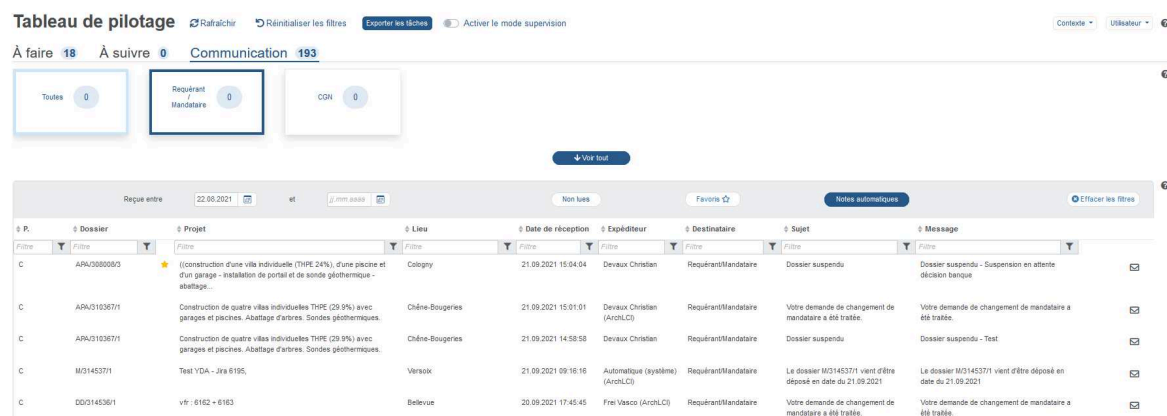 Tableau de pilotage Rafraîchir Réinitialiser les filtres Exporter les tâches Activer le mode supervision Contexte Utilisateur
À faire 18 À suivre 0 Communication 193
Toutes 0
Requérant
/
Mandataire
0
CGN 0
Voir tout
Reçue entre 22.08.2021 et jj.mm.aaaa Non lues Favoris Notes automatiques Effacer les filtres
P. Dossier Projet Lieu Date de réception Expéditeur Destinataire Sujet Message
Filtre Filtre Filtre Filtre Filtre Filtre Filtre Filtre Filtre
C APA/308008/3 ((construction d'une villa individuelle (THPE 24%), d'une piscine et Cologny 21.09.2021 15:04:04 Devaux Christian Requérant/Mandataire Dossier suspendu Dossier suspendu - Suspension en attente
d'un garage - installation de portail et de sonde géothermique - décision banque
abattage...
C APA/310367/1 Construction de quatre villas individuelles THPE (29.9%) avec Chêne-Bougeries 21.09.2021 15:01:01 Devaux Christian Requérant/Mandataire Votre demande de changement de Votre demande de changement de mandataire a
garages et piscines. Abattage d'arbres. Sondes géothermiques. (ArchLCI) mandataire a été traitée. été traitée.
C APA/310367/1 Construction de quatre villas individuelles THPE (29.9%) avec Chêne-Bougeries 21.09.2021 14:58:58 Devaux Christian Requérant/Mandataire Dossier suspendu Dossier suspendu - Test
garages et piscines. Abattage d'arbres. Sondes géothermiques.
C M/314537/1 Test YDA - Jira 6195, Versoix 21.09.2021 09:16:16 Automatique (système) Requérant/Mandataire Le dossier M/314537/1 vient d'être Le dossier M/314537/1 vient d'être déposé en
(ArchLCI) déposé en date du 21.09.2021 date du 21.09.2021
C DD/314536/1 vfr : 6162 + 6163 Bellevue 20.09.2021 17:45:45 Frei Vasco (ArchLCI) Requérant/Mandataire Votre demande de changement de Votre demande de changement de mandataire a
mandataire a été traitée. été traitée.